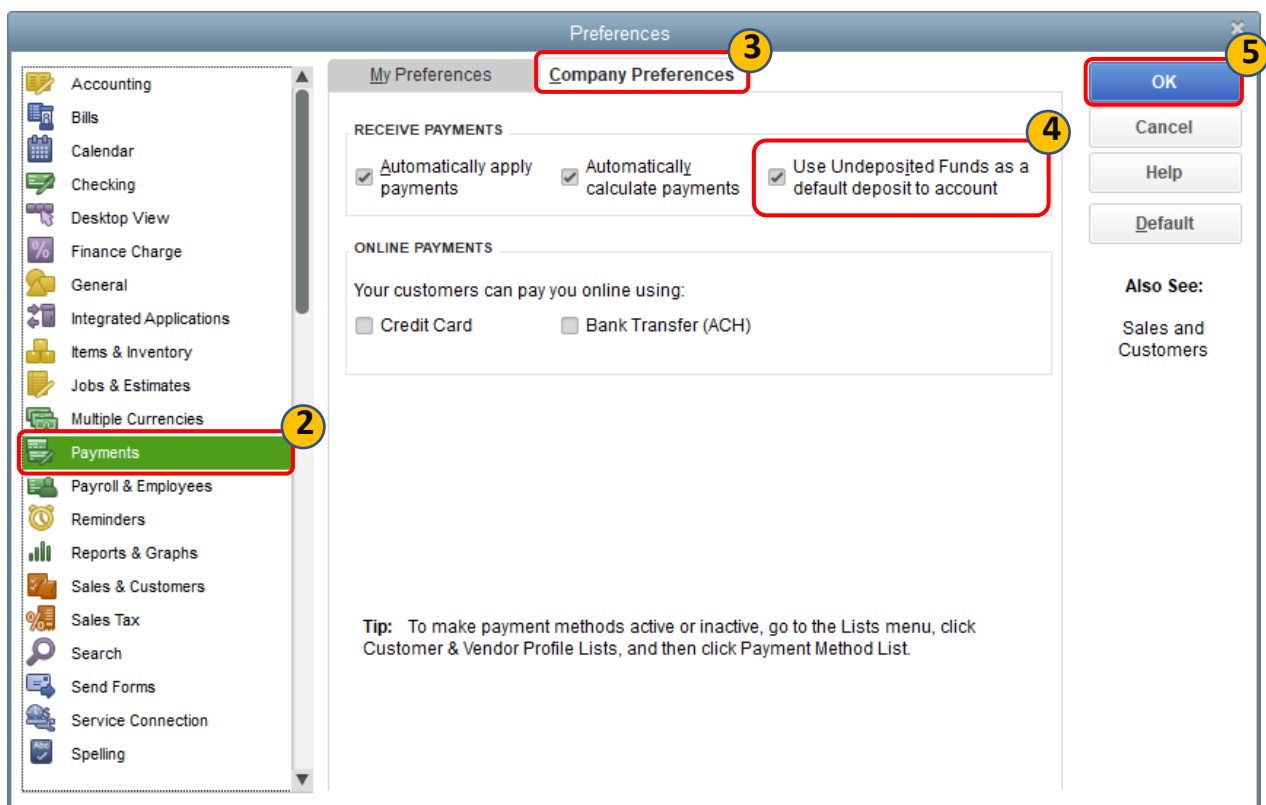 Preferences
3
5
My Preferences
Company Preferences
OK
Cancel
Help
Default
Also See:
Sales and
Customers
Accounting
Bills
Calendar
Checking
Desktop View
Finance Charge
General
Integrated Applications
Items & Inventory
Jobs & Estimates
Multiple Currencies
2
Payments
Payroll & Employees
Reminders
Reports & Graphs
Sales & Customers
Sales Tax
Search
Send Forms
Service Connection
Abc
Spelling
RECEIVE PAYMENTS
4
Automatically apply
payments
Automatically
calculate payments
Use Undeposited Funds as a
default deposit to account
ONLINE PAYMENTS
Your customers can pay you online using:
Credit Card
Bank Transfer (ACH)
Tip: To make payment methods active or inactive, go to the Lists menu, click
Customer & Vendor Profile Lists, and then click Payment Method List.